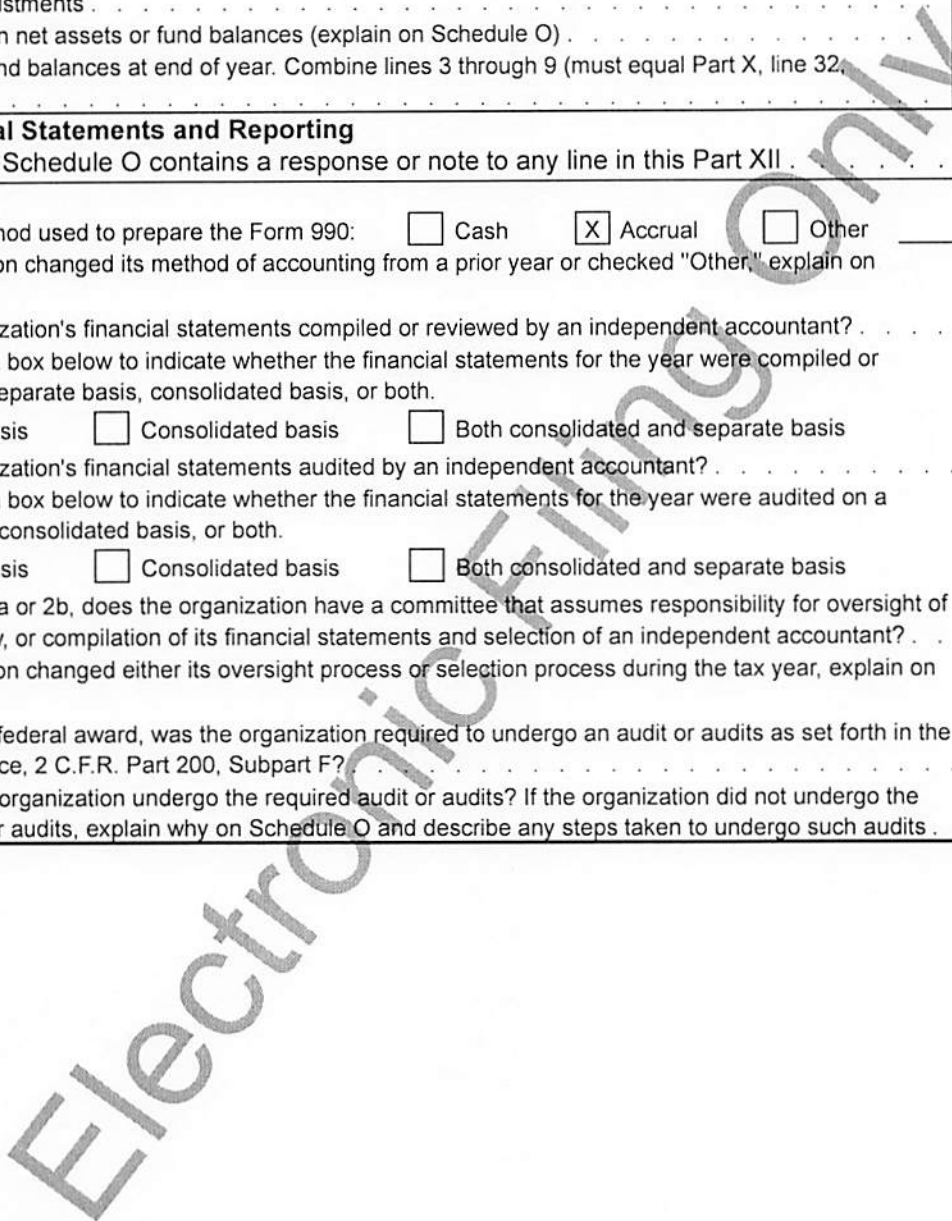 n net assets or fund balances (explain on Schedule O) . . . . . . . . . . . . . .
nd balances at end of year. Combine lines 3 through 9 (must equal Part X, line 32,
al Statements and Reporting
Schedule O contains a response or note to any line in this Part XII . . . . . .
hod used to prepare the Form 990: Cash X Accrual Other
on changed its method of accounting from a prior year or checked "Other," explain on
zation's financial statements compiled or reviewed by an independent accountant? . . . .
box below to indicate whether the financial statements for the year were compiled or
eparate basis, consolidated basis, or both.
sis Consolidated basis Both consolidated and separate basis
zation's financial statements audited by an independent accountant? . . . . . . . . .
box below to indicate whether the financial statements for the year were audited on a
consolidated basis, or both.
sis Consolidated basis Both consolidated and separate basis
a or 2b, does the organization have a committee that assumes responsibility for oversight of
, or compilation of its financial statements and selection of an independent accountant? . .
on changed either its oversight process or selection process during the tax year, explain on
federal award, was the organization required to undergo an audit or audits as set forth in the
ce, 2 C.F.R. Part 200, Subpart F? . . . . . . . . . . . . . . . . . . . . . . .
organization undergo the required audit or audits? If the organization did not undergo the
r audits, explain why on Schedule O and describe any steps taken to undergo such audits .
Electronic Filing Only